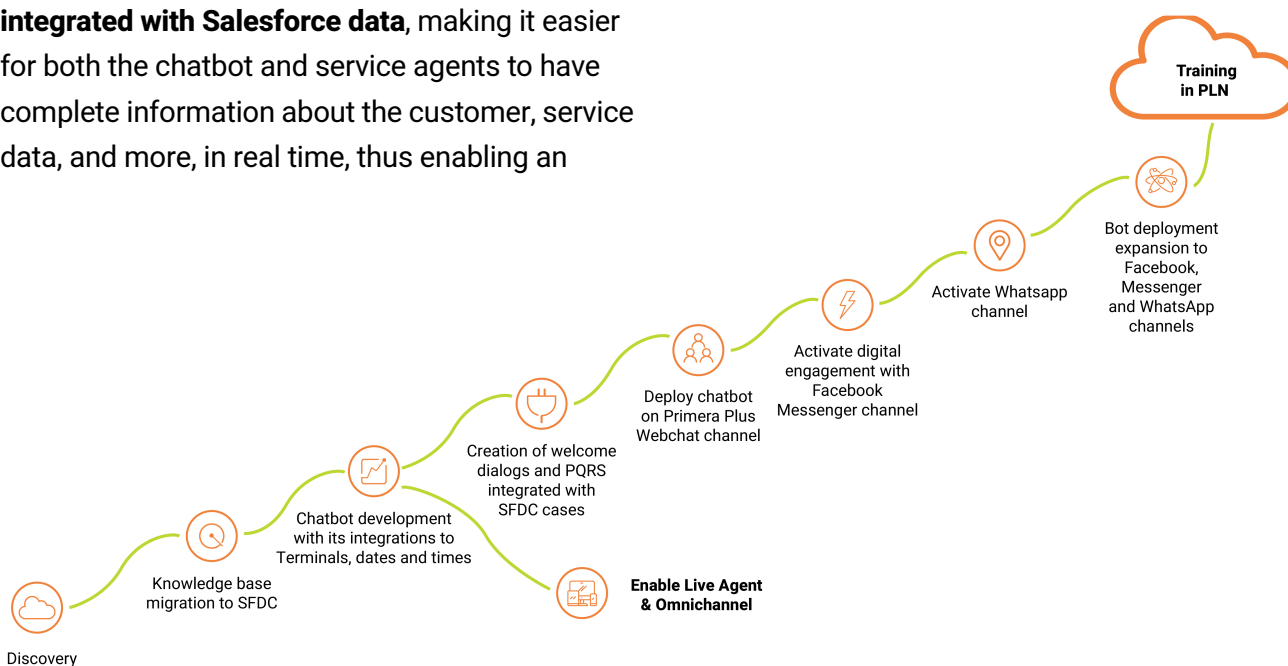 integrated with Salesforce data, making it easier
for both the chatbot and service agents to have
complete information about the customer, service
data, and more, in real time, thus enabling an
Training
in PLN
Bot deployment
expansion to
Facebook,
Messenger
and WhatsApp
channels
Activate Whatsapp
channel
Activate digital
engagement with
Facebook
Messenger channel
Deploy chatbot
on Primera Plus
Webchat channel
Creation of welcome
dialogs and PQRS
integrated with
SFDC cases
Chatbot development
with its integrations to
Terminals, dates and times
Enable Live Agent
& Omnichannel
Knowledge base
migration to SFDC
Discovery